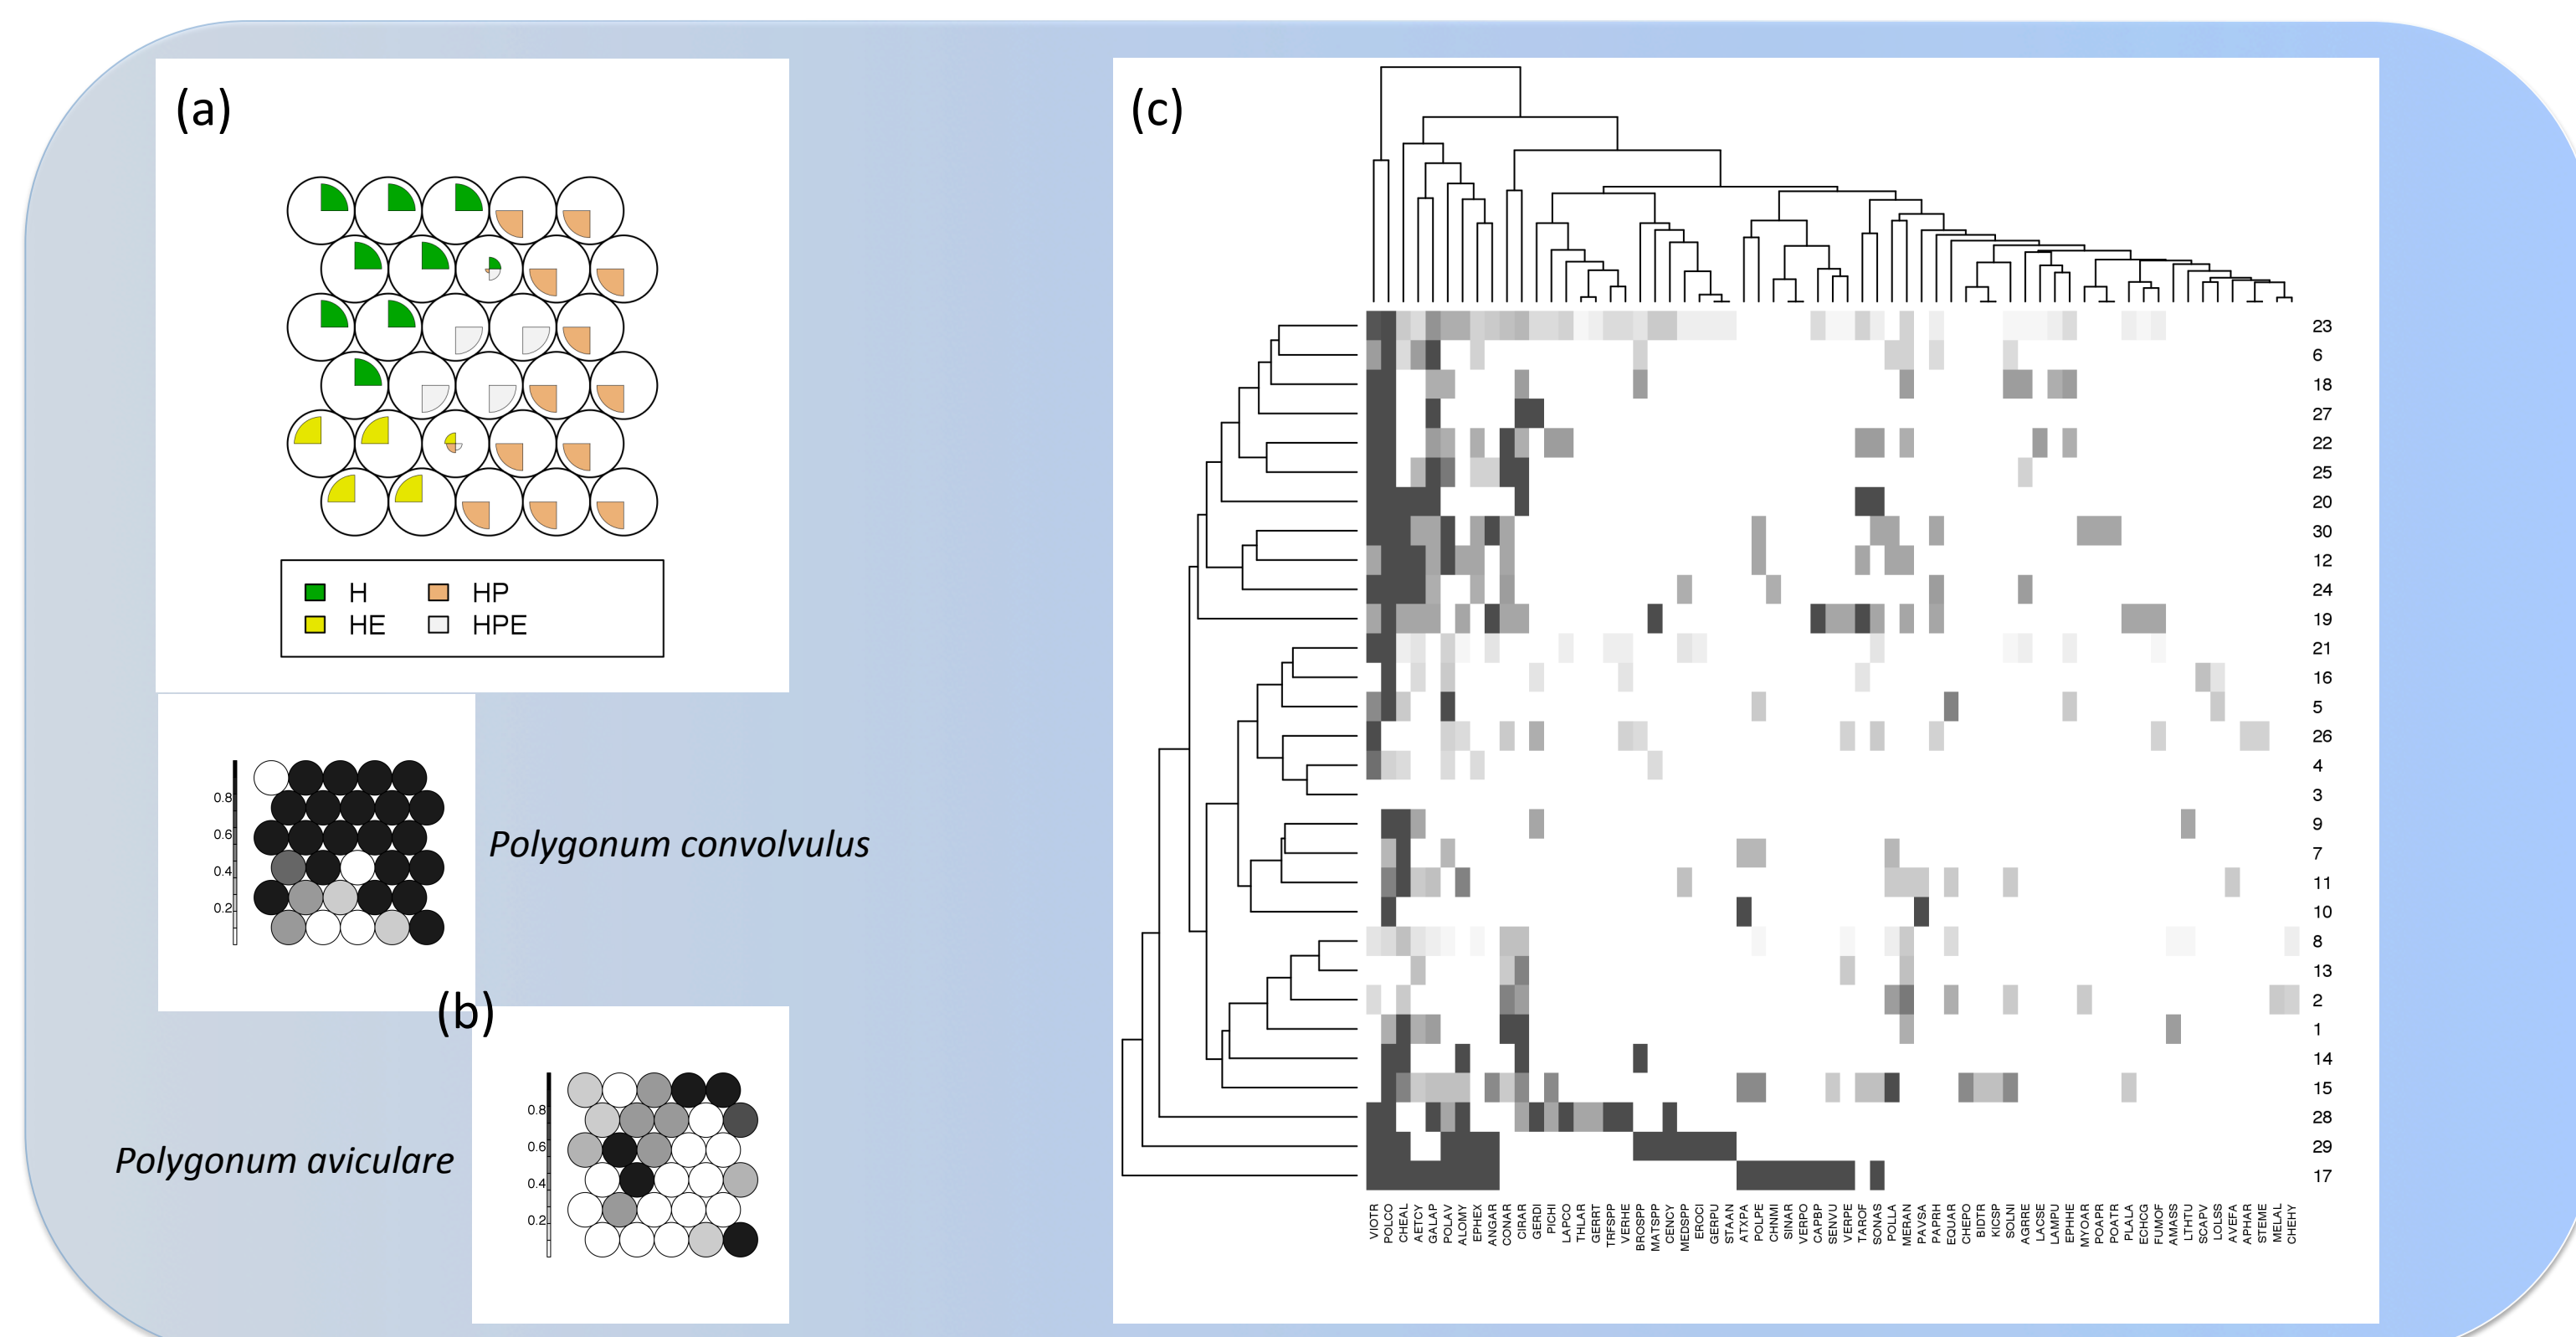 (a)
H HP
HE HPE
0.8
0.6
0.4
0.2
Polygonum convolvulus
(b)
0.8
0.6
0.4
0.2
Polygonum aviculare
(c)
23
6
18
27
22
25
20
30
12
24
19
21
16
5
26
4
3
9
7
11
10
8
13
2
1
14
15
28
29
17
VIOTR
POLCO
CHEAL
AETCY
GALAP
POLAV
ALOMY
EPHEX
ANGAR
CONAR
CIRAR
GERDI
PICHI
LAPCO
THLAR
GERRT
TRFSPP
VERHE
BROSPP
MATSPP
CENCY
MEDSPP
EROCI
GERPU
STAAN
ATXPA
POLPE
CHNMI
SINAR
VERPO
CAPBP
SENVU
VERPE
TAROF
SONAS
POLLA
MERAN
PAVSA
PAPRH
EQUAR
CHEPO
BIDTR
KICSP
SOLNI
AGRRE
LACSE
LAMPU
EPHHE
MYOAR
POAPR
POATR
PLALA
ECHCG
FUMOF
AMASS
LTHTU
SCAPV
LOLSS
AVEFA
APHAR
STEME
MELAL
CHEHY